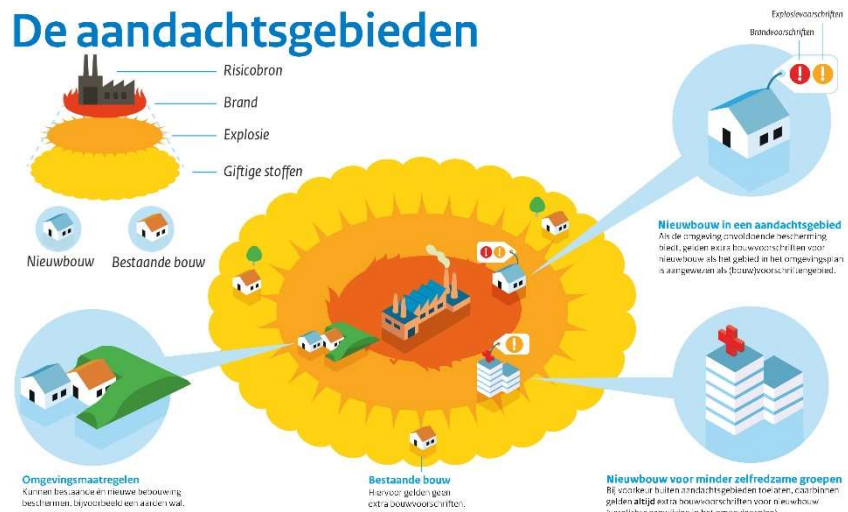 De aandachtsgebieden
Explosievoorschriften
Brandvoorschriften
Risicobron
Brand
Explosie
Giftige stoffen
Nieuwbouw
Bestaande bouw
Nieuwbouw in een aandachtsgebied
Als de omgeving onvoldoende bescherming
biedt, gelden extra bouwvoorschriften voor
nieuwbouw als het gebied in het omgevingsplan
is aangewezen als (bouw)voorschriftengebied.
Omgevingsmaatregelen
Kunnen bestaande én nieuwe bebouwing
beschermen, bijvoorbeeld een aarden wal.
Bestaande bouw
Hiervoor gelden geen
extra bouwvoorschriften.
Nieuwbouw voor minder zelfredzame groepen
Bij voorkeur buiten aandachtsgebieden toelaten, daarbinnen
gelden altijd extra bouwvoorschriften voor nieuwbouw